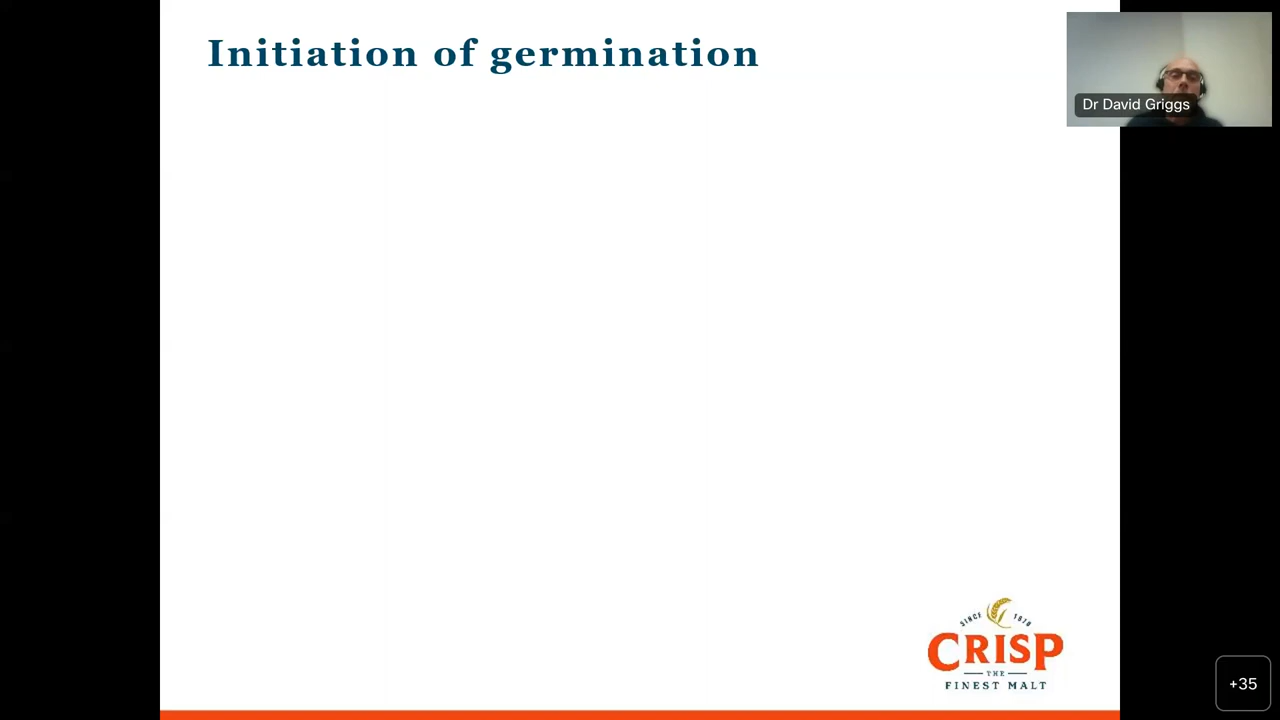 Initiation of germination
Dr David Griggs
SINCE 1870
CRISP
THE
FINEST MALT
+35